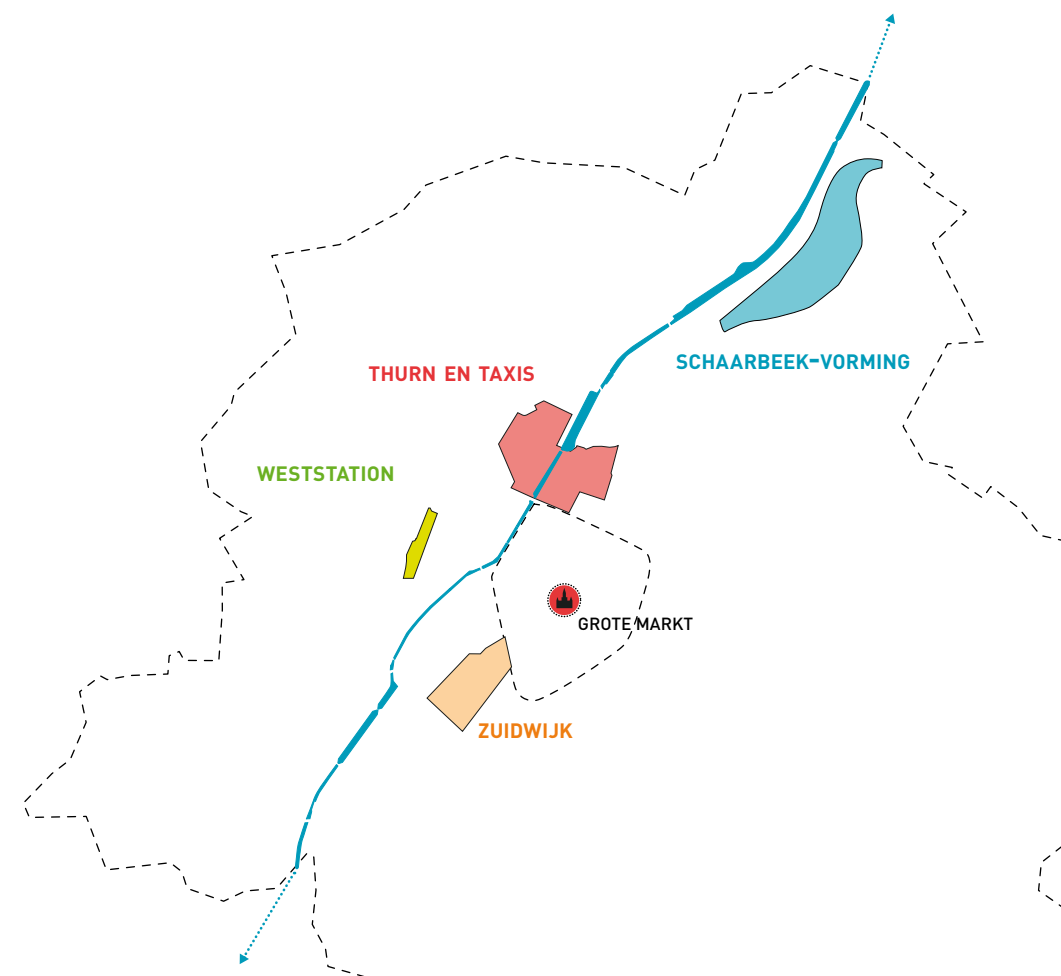 SCHAARBEEK-VORMING
THURN EN TAXIS
WESTSTATION
GROTE MARKT
ZUIDWIJK